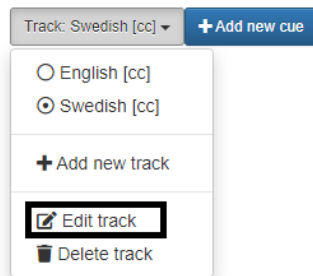 Track: Swedish [cc]
Add new cue
English [cc]
Swedish [cc]
Add new track
Edit track
Delete track